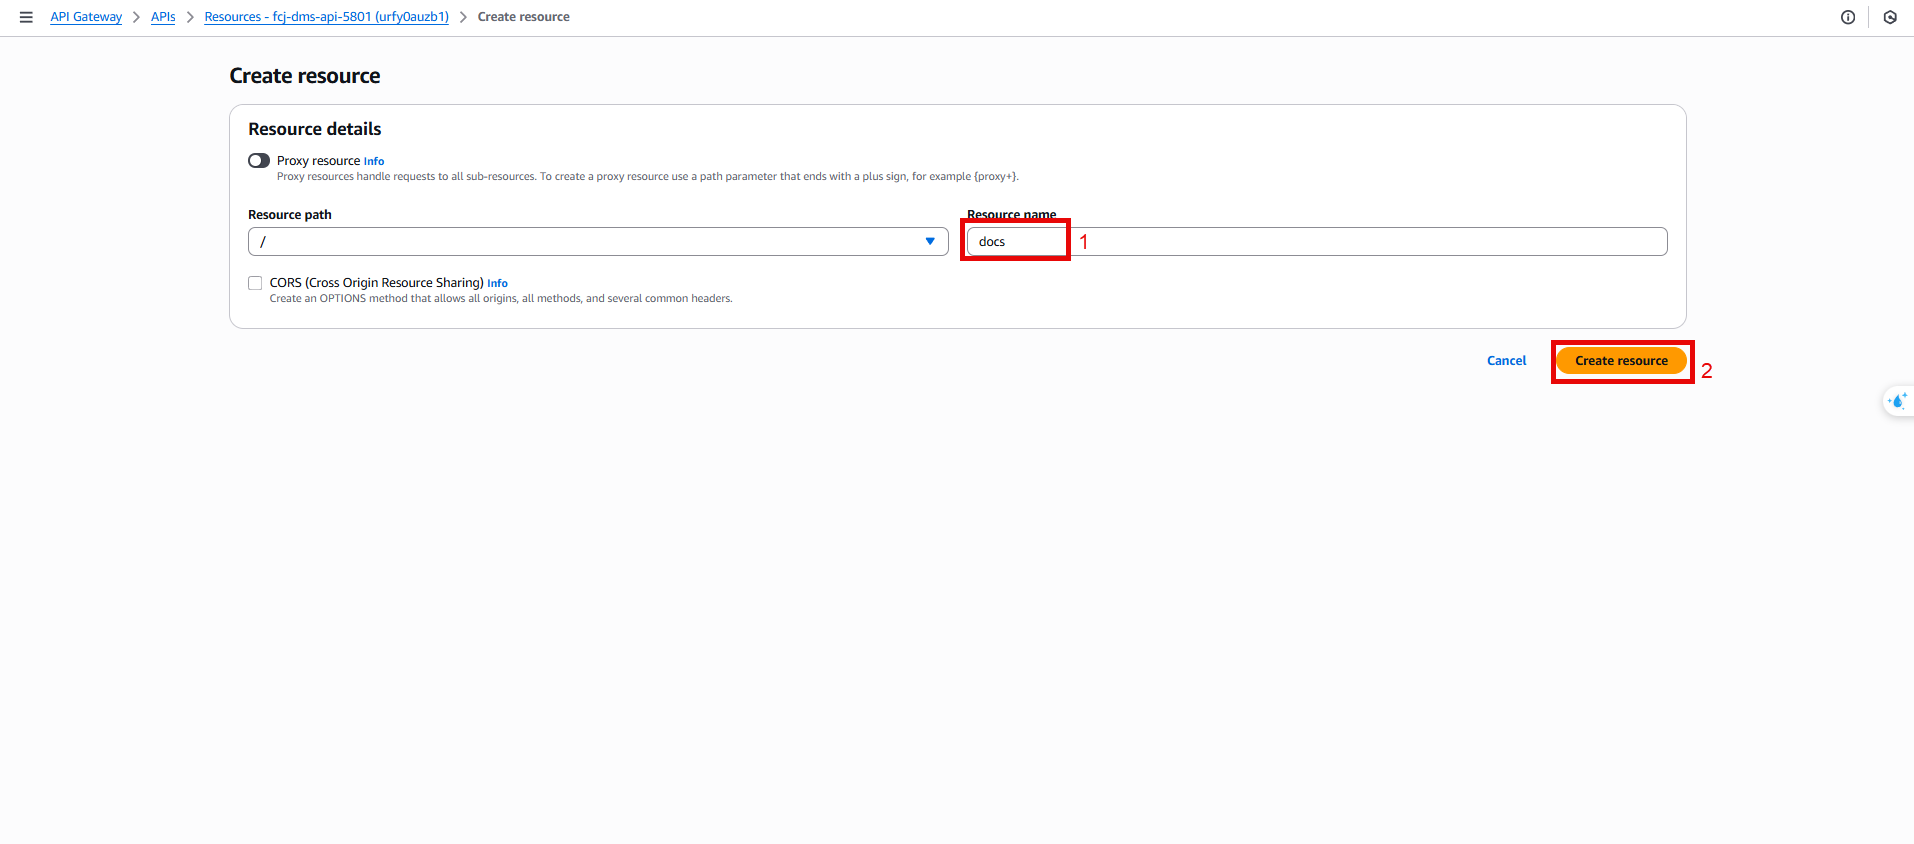 API Gateway > APIs > Resources - fcj-dms-api-5801 (urfy0auzb1) > Create resource
Create resource
Resource details
Proxy resource Info
Proxy resources handle requests to all sub-resources. To create a proxy resource use a path parameter that ends with a plus sign, for example {proxy+}.
Resource path
/
Resource name
docs
1
CORS (Cross Origin Resource Sharing) Info
Create an OPTIONS method that allows all origins, all methods, and several common headers.
Cancel
Create resource
2